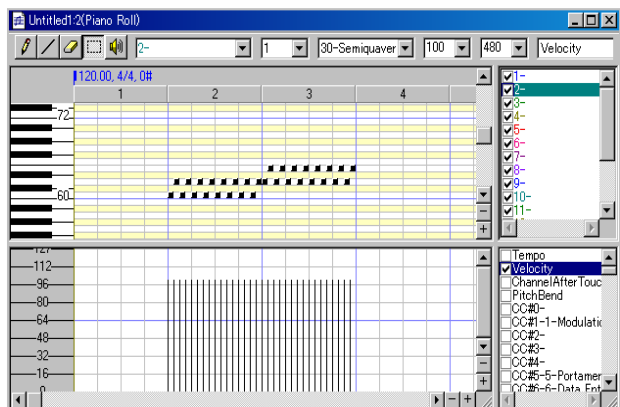 Untitled1:2(Piano Roll)
2- 1 30-Semiquaver 100 480 Velocity
120.00, 4/4, 0#
1 2 3 4
72
60
1-
2-
3-
4-
5-
6-
7-
8-
9-
10-
11-
127
112
96
80
64
48
32
16
0
Tempo
Velocity
ChannelAfterTouc
PitchBend
CC#0-
CC#1-1-Modulatic
CC#2-
CC#3-
CC#4-
CC#5-5-Portamer
CC#6-6-Data Ent